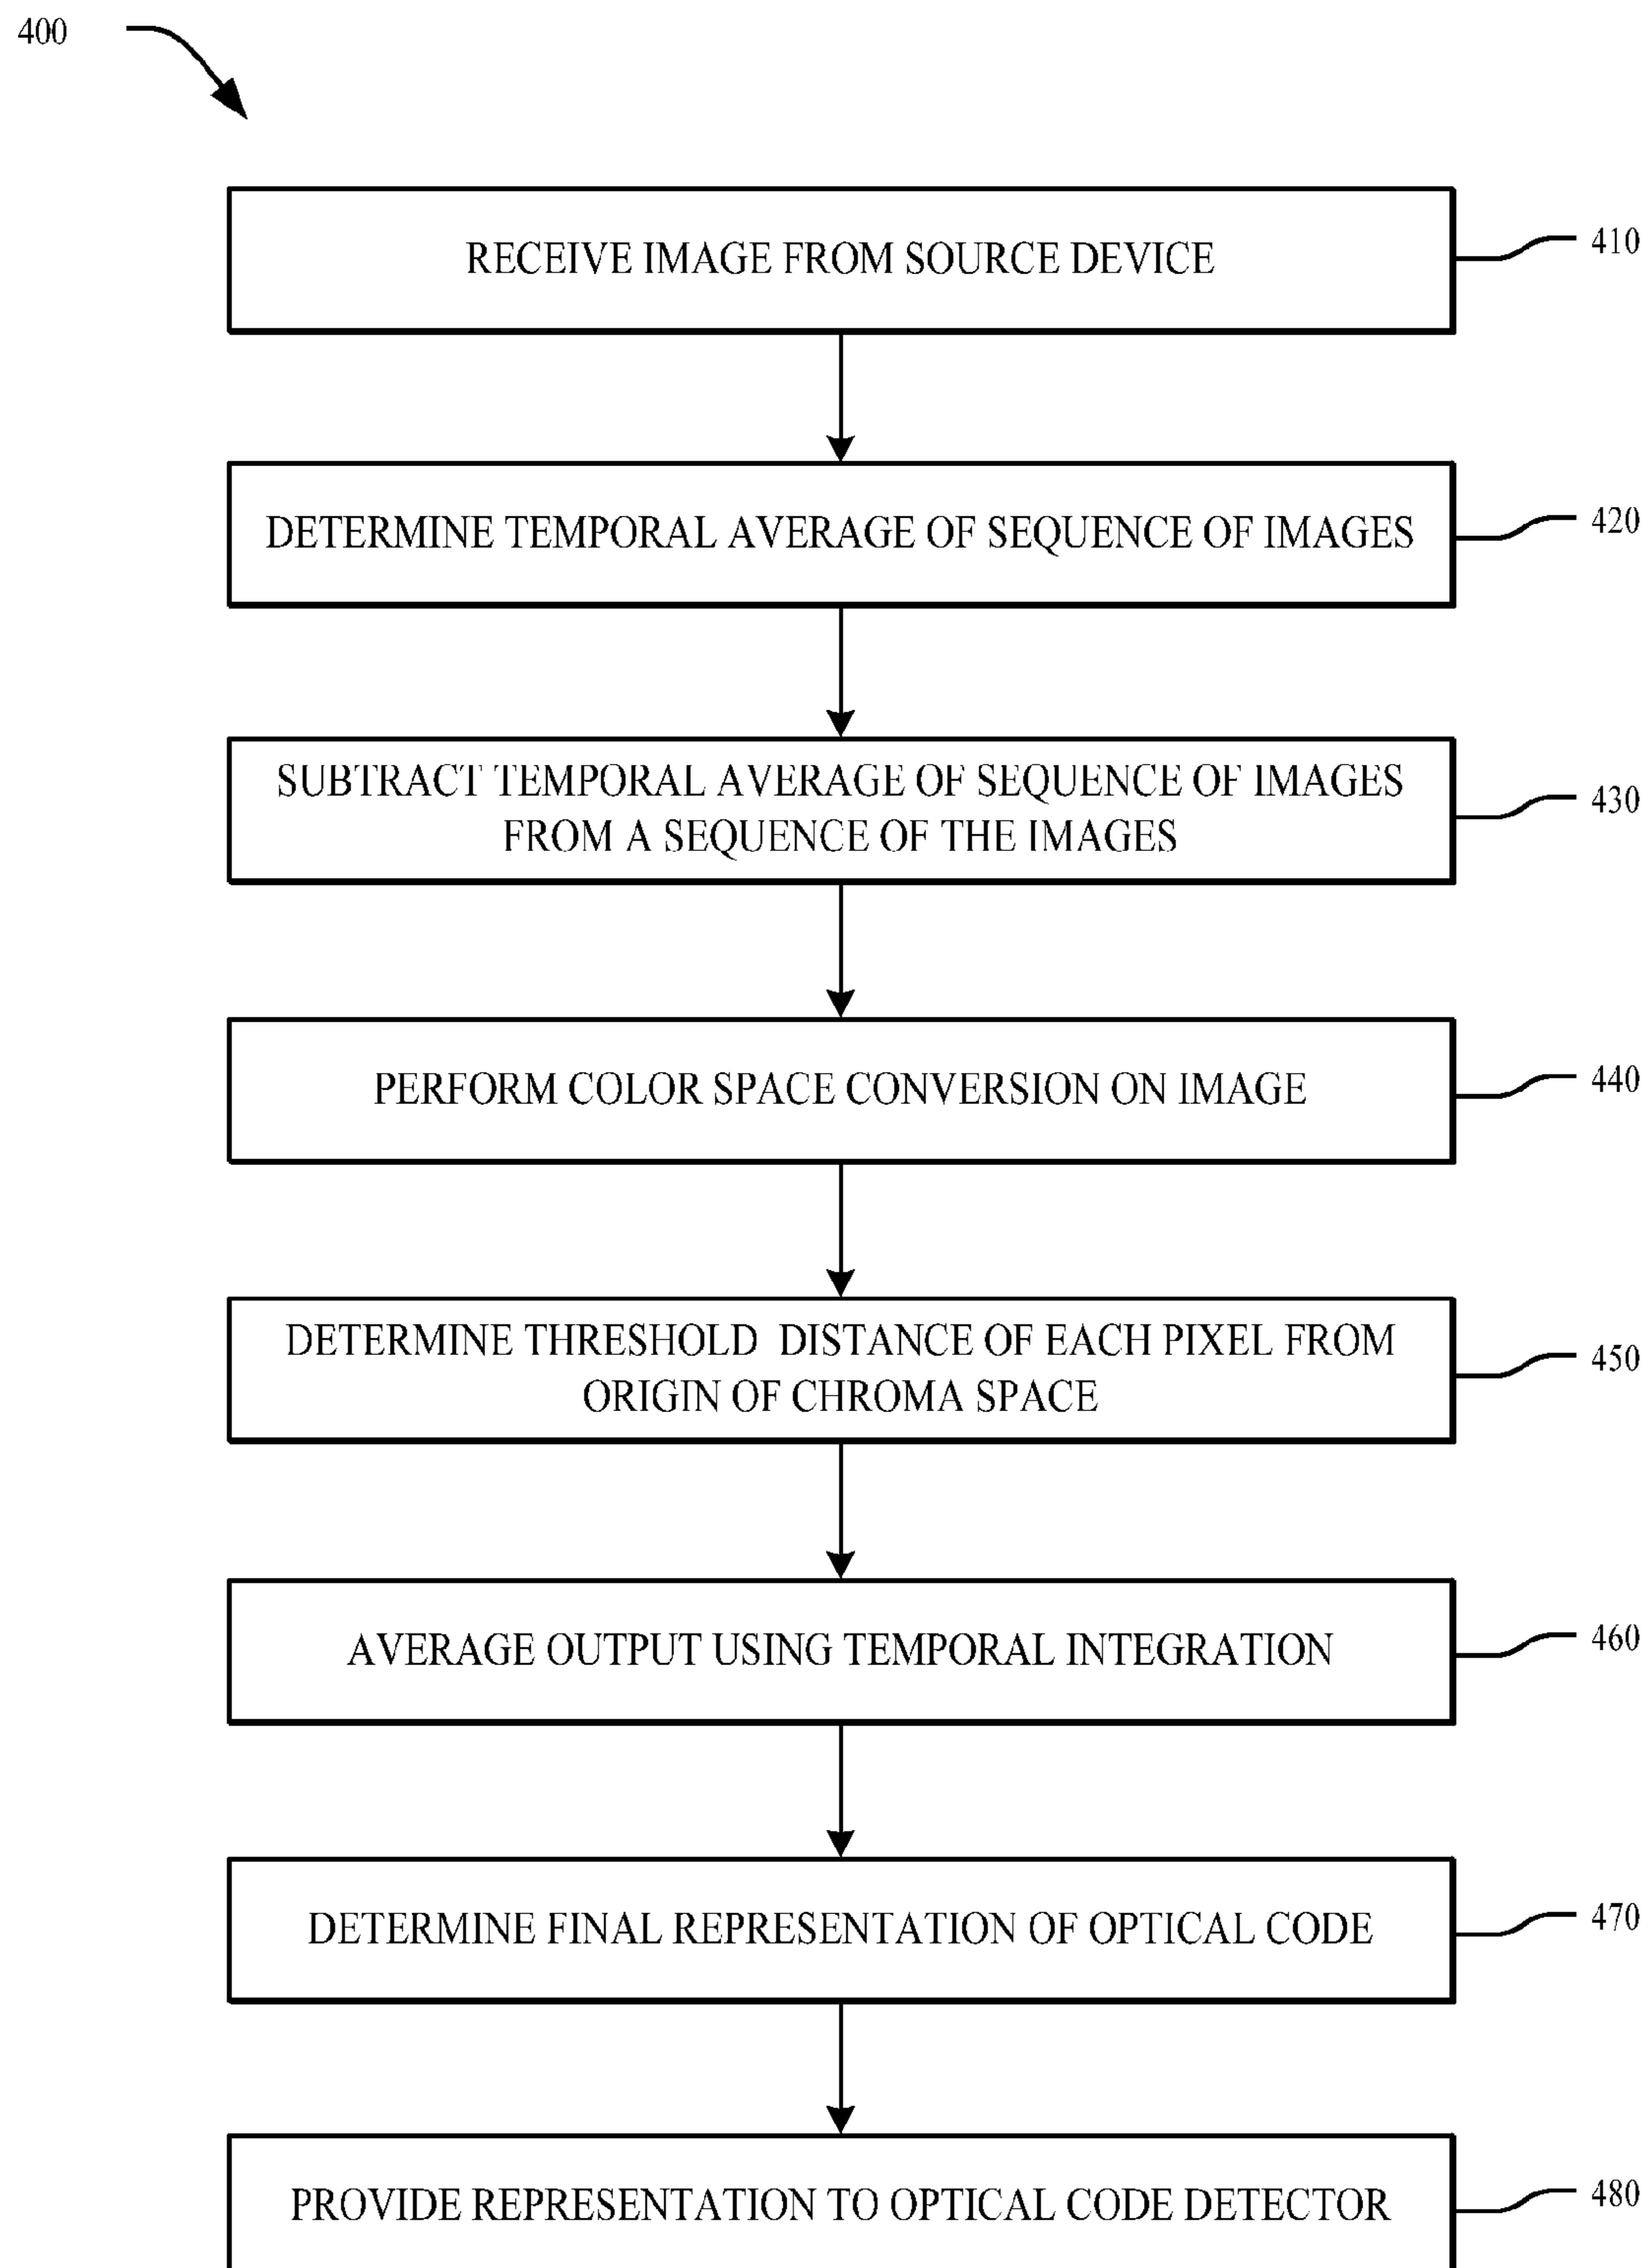 400
RECEIVE IMAGE FROM SOURCE DEVICE
410
DETERMINE TEMPORAL AVERAGE OF SEQUENCE OF IMAGES
420
SUBTRACT TEMPORAL AVERAGE OF SEQUENCE OF IMAGES
FROM A SEQUENCE OF THE IMAGES
430
PERFORM COLOR SPACE CONVERSION ON IMAGE
440
DETERMINE THRESHOLD DISTANCE OF EACH PIXEL FROM
ORIGIN OF CHROMA SPACE
450
AVERAGE OUTPUT USING TEMPORAL INTEGRATION
460
DETERMINE FINAL REPRESENTATION OF OPTICAL CODE
470
PROVIDE REPRESENTATION TO OPTICAL CODE DETECTOR
480